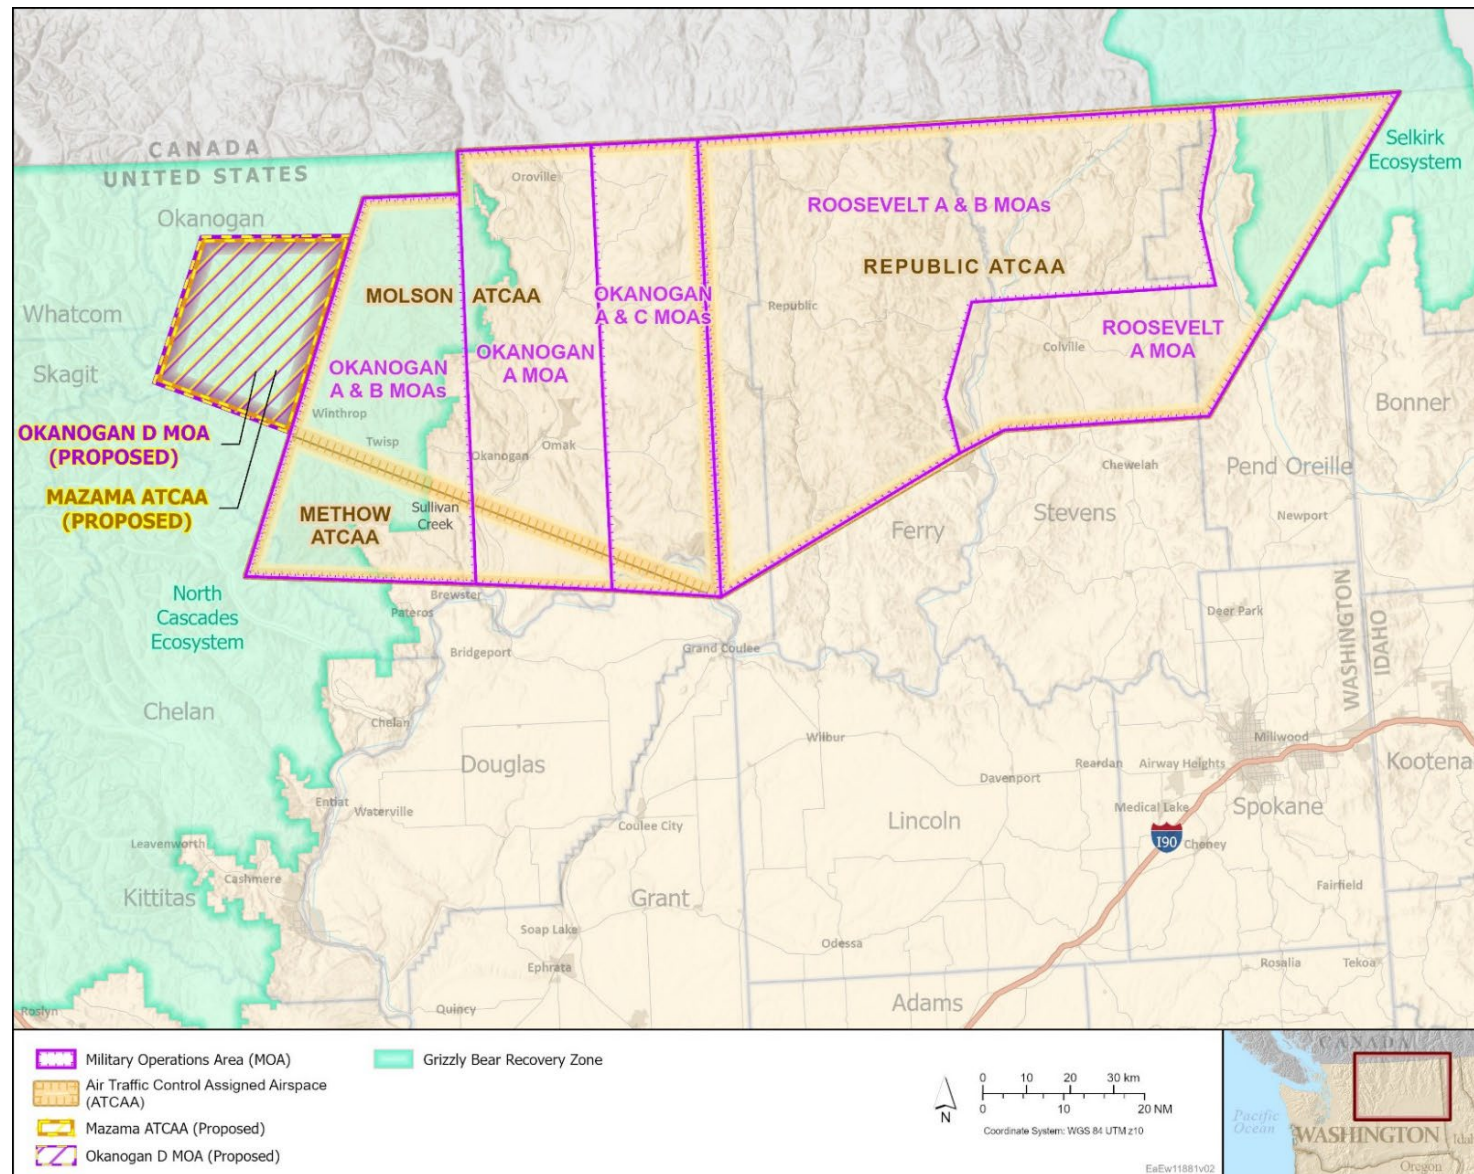 CANADA
UNITED STATES
Okanogan
Oroville
Selkirk
Ecosystem
ROOSEVELT A & B MOAs
REPUBLIC ATCAA
MOLSON ATCAA
OKANOGAN
A & C MOAs
Republic
Whatcom
Skagit
OKANOGAN
A & B MOAs
OKANOGAN
A MOA
ROOSEVELT
A MOA
Colville
Bonner
Winthrop
Twisp
Okanogan
Omak
OKANOGAN D MOA
(PROPOSED)
MAZAMA ATCAA
(PROPOSED)
METHOW
ATCAA
Sullivan
Creek
Chewelah
Pend Oreille
Ferry
Stevens
Newport
North
Cascades
Ecosystem
Brewster
Pateros
Bridgeport
Grand Coulee
Deer Park
WASHINGTON
IDAHO
Chelan
Chelan
Douglas
Wilbur
Davenport
Reardan
Airway Heights
Millwood
Kootena
Entiat
Waterville
Coulee City
Lincoln
Medical Lake
Spokane
I90
Cheney
Leavenworth
Cashmere
Kittitas
Grant
Fairfield
Soap Lake
Ephrata
Odessa
Rosalia
Tekoa
Roslyn
Quincy
Adams
Military Operations Area (MOA)
Air Traffic Control Assigned Airspace
(ATCAA)
Mazama ATCAA (Proposed)
Okanogan D MOA (Proposed)
Grizzly Bear Recovery Zone
N
0 10 20 30 km
0 10 20 NM
Coordinate System: WGS 84 UTM z10
EaEw11881v02
CANADA
Pacific
Ocean
WASHINGTON
Idal
Oregon